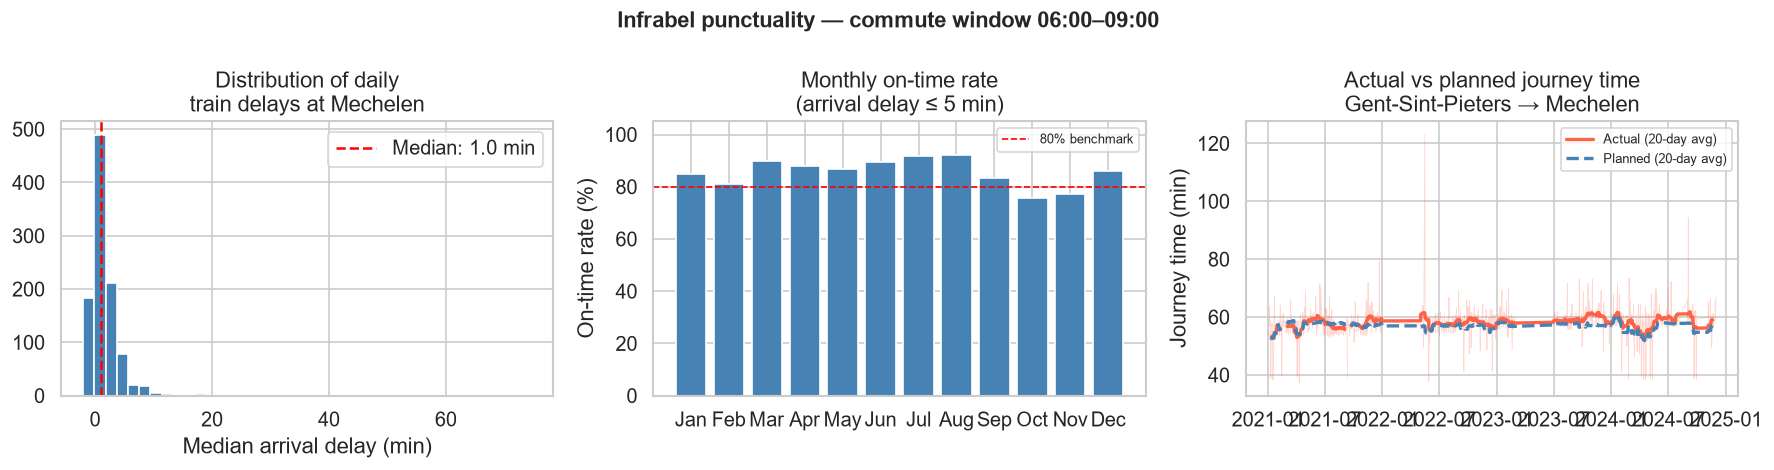 Infrabel punctuality — commute window 06:00–09:00
Distribution of daily
train delays at Mechelen
500
400
300
200
100
0
Median: 1.0 min
0 20 40 60
Median arrival delay (min)
Monthly on-time rate
(arrival delay ≤ 5 min)
On-time rate (%)
100
80
60
40
20
0
80% benchmark
Jan Feb Mar Apr May Jun Jul Aug Sep Oct Nov Dec
Actual vs planned journey time
Gent-Sint-Pieters → Mechelen
Journey time (min)
120
100
80
60
40
Actual (20-day avg)
Planned (20-day avg)
2021-01 2021-07 2022-01 2022-07 2023-01 2023-07 2024-01 2024-07 2025-01